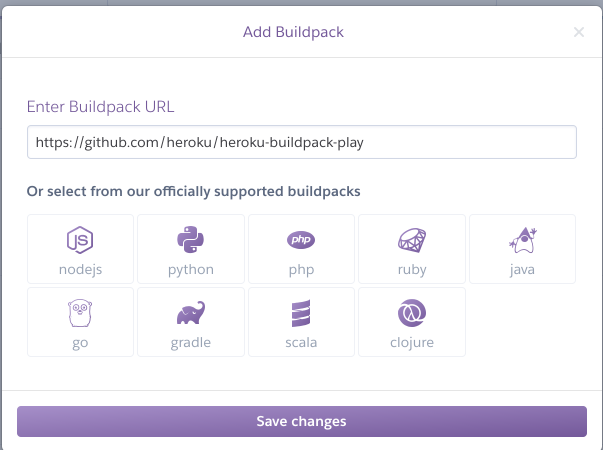 Add Buildpack
×
Enter Buildpack URL
https://github.com/heroku/heroku-buildpack-play
Or select from our officially supported buildpacks
JS php
nodejs python php ruby java
go gradle scala clojure
Save changes